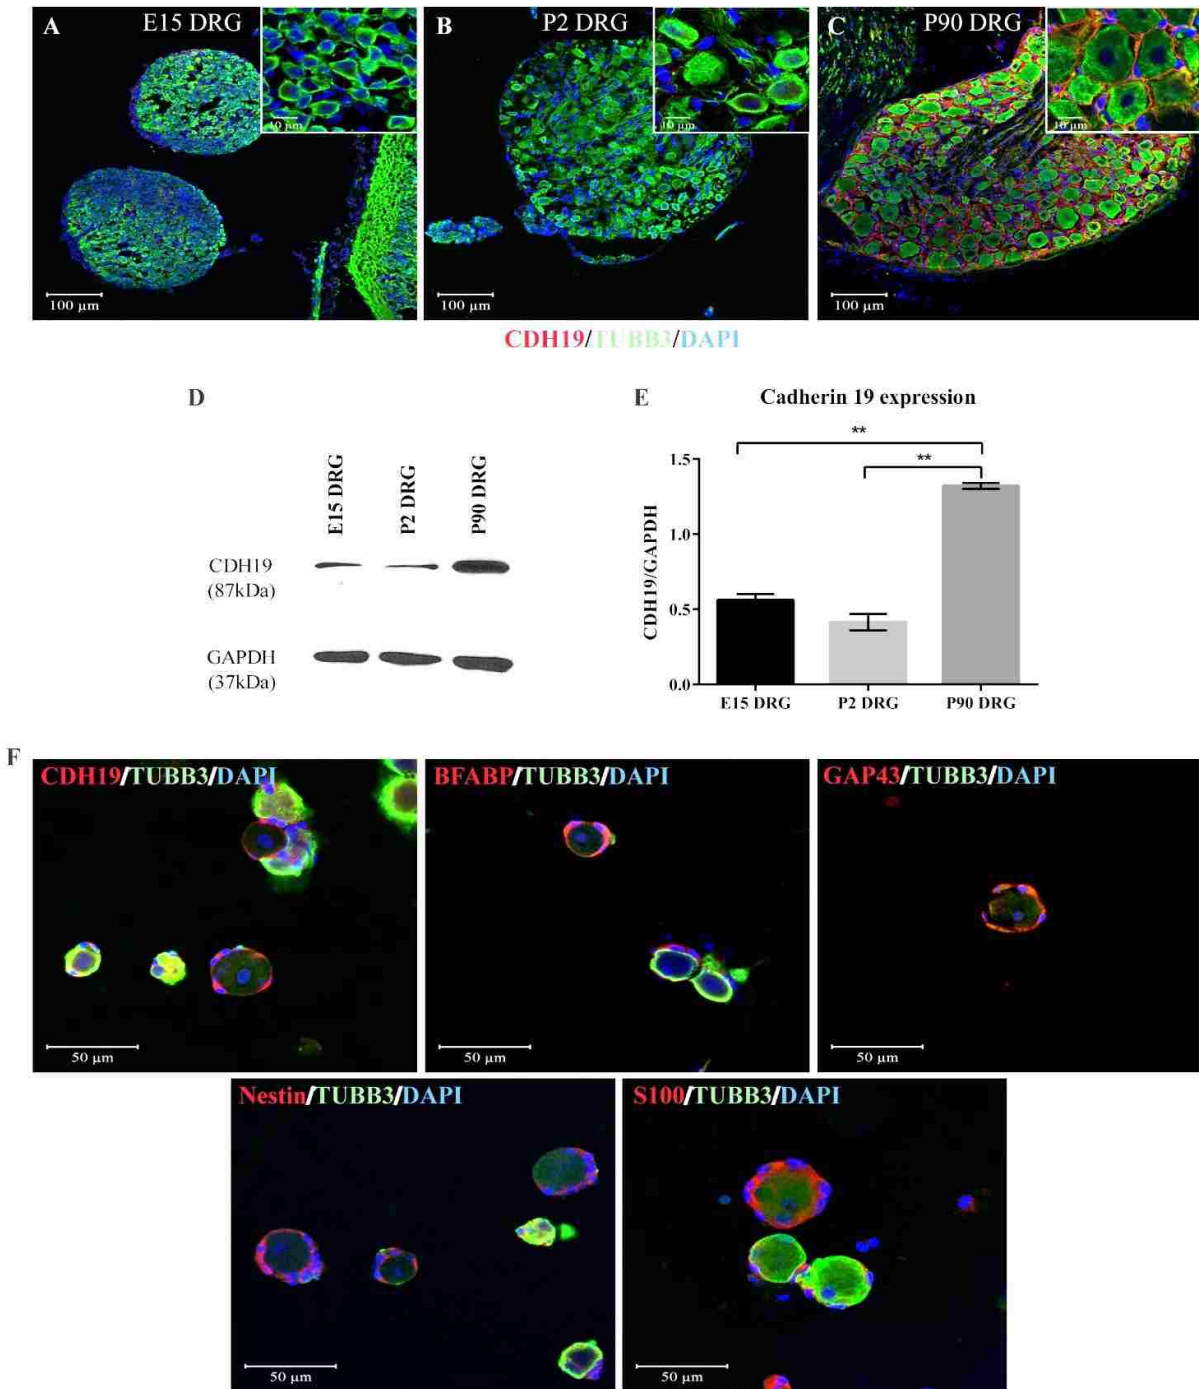 A E15 DRG
10 µm
100 µm
B P2 DRG
10 µm
100 µm
C P90 DRG
10 µm
100 µm
CDH19/TUBB3/DAPI
D
E15 DRG
P2 DRG
P90 DRG
CDH19
(87kDa)
GAPDH
(37kDa)
E
Cadherin 19 expression
**
**
CDH19/GAPDH
1.5
1.0
0.5
0.0
E15 DRG
P2 DRG
P90 DRG
F
CDH19/TUBB3/DAPI
50 µm
BFABP/TUBB3/DAPI
50 µm
GAP43/TUBB3/DAPI
50 µm
Nestin/TUBB3/DAPI
50 µm
S100/TUBB3/DAPI
50 µm